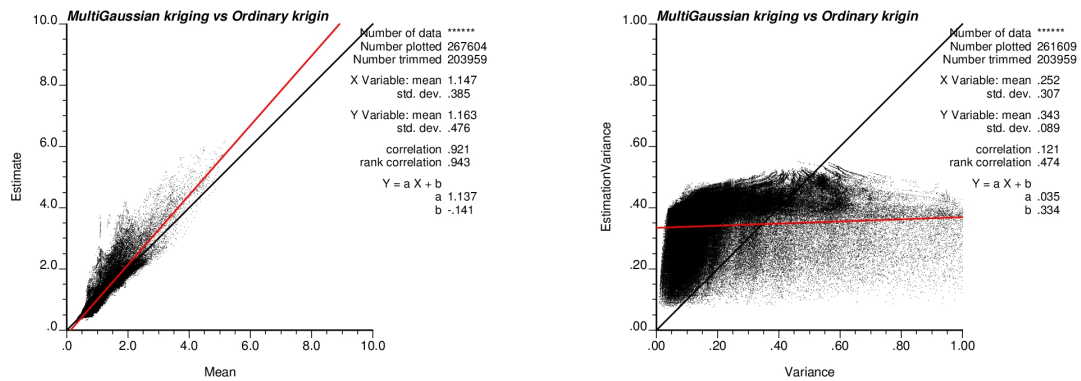 MultiGaussian kriging vs Ordinary krigin
Number of data ******
Number plotted 267604
Number trimmed 203959
X Variable: mean 1.147
std. dev. .385
Y Variable: mean 1.163
std. dev. .476
correlation .921
rank correlation .943
Y = a X + b
a 1.137
b -.141
Estimate
10.0
8.0
6.0
4.0
2.0
.0
.0 2.0 4.0 6.0 8.0 10.0
Mean
MultiGaussian kriging vs Ordinary krigin
Number of data ******
Number plotted 261609
Number trimmed 203959
X Variable: mean .252
std. dev. .307
Y Variable: mean .343
std. dev. .089
correlation .121
rank correlation .474
Y = a X + b
a .035
b .334
EstimationVariance
1.00
.80
.60
.40
.20
.00
.00 .20 .40 .60 .80 1.00
Variance